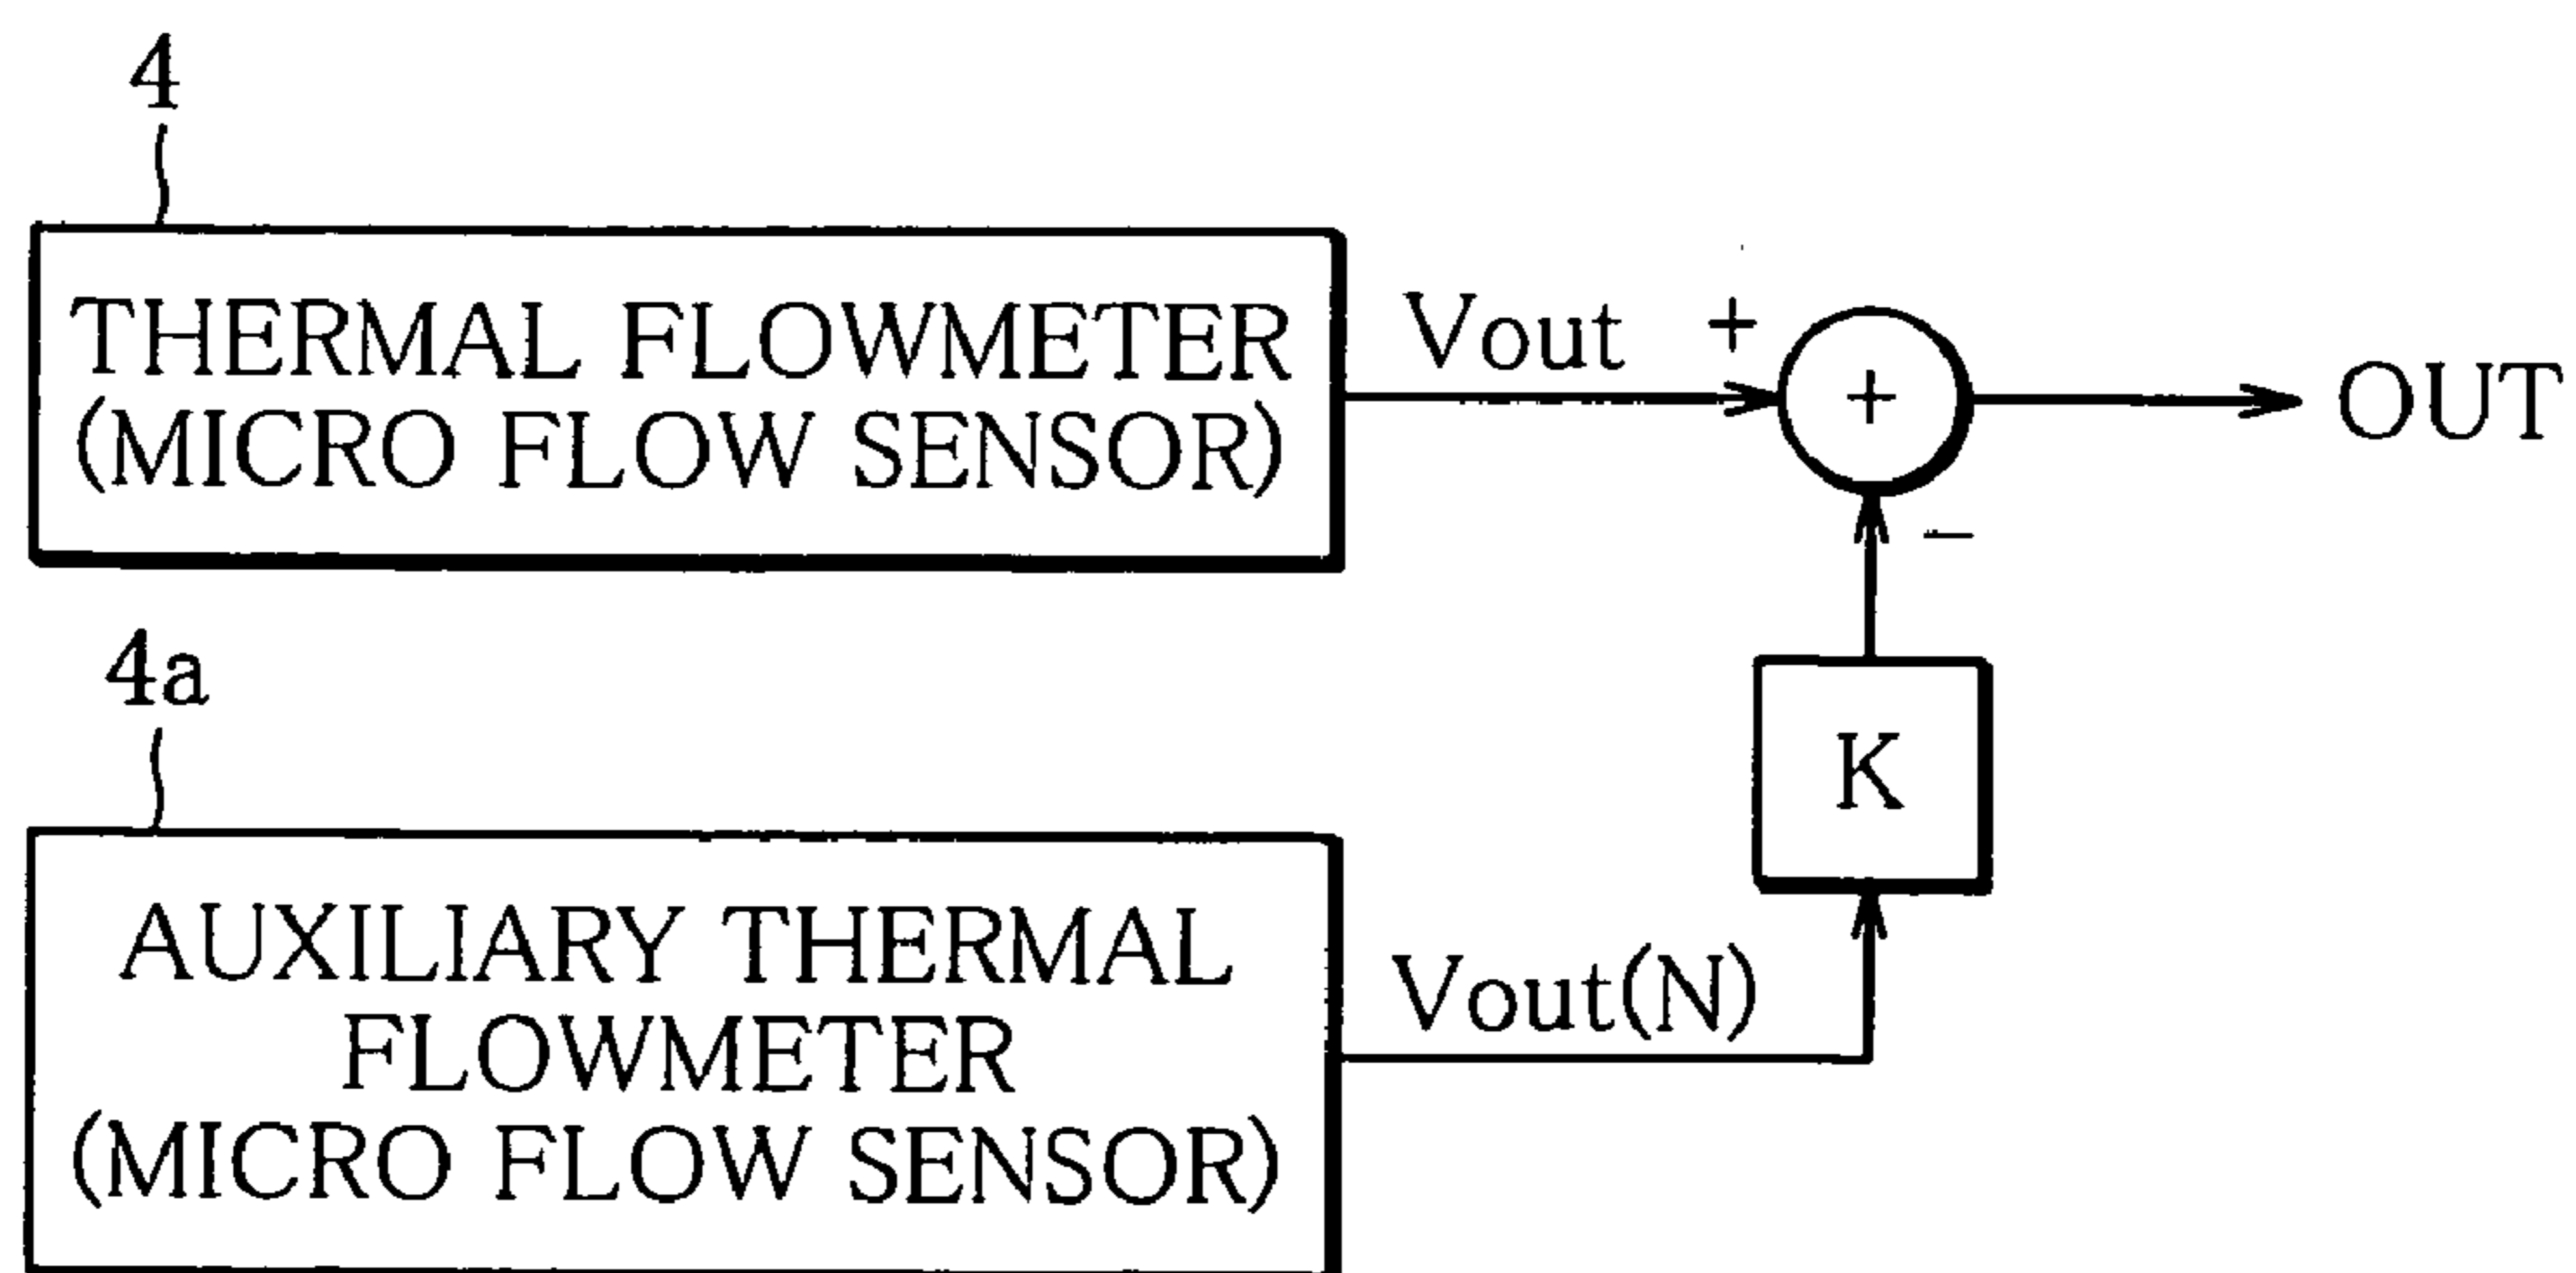 4
THERMAL FLOWMETER
(MICRO FLOW SENSOR)
Vout
+
+
OUT
−
4a
K
AUXILIARY THERMAL
FLOWMETER
(MICRO FLOW SENSOR)
Vout(N)